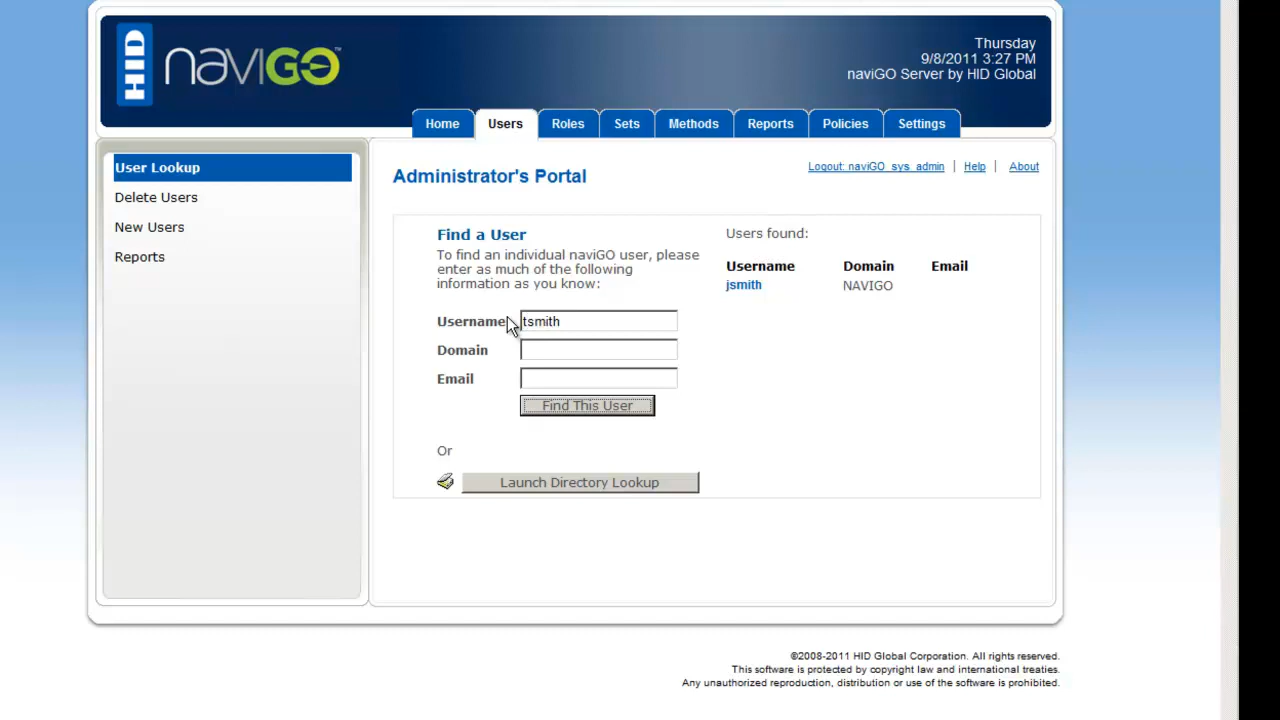 HID naviGO™
Thursday
9/8/2011 3:27 PM
naviGO Server by HID Global
Home Users Roles Sets Methods Reports Policies Settings
User Lookup
Delete Users
New Users
Reports
Logout: naviGO_sys_admin | Help | About
Administrator's Portal
Find a User
To find an individual naviGO user, please
enter as much of the following
information as you know:
Username tsmith
Domain
Email
Find This User
Or
Launch Directory Lookup
Users found:
Username Domain Email
jsmith NAVIGO
©2008-2011 HID Global Corporation. All rights reserved.
This software is protected by copyright law and international treaties.
Any unauthorized reproduction, distribution or use of the software is prohibited.